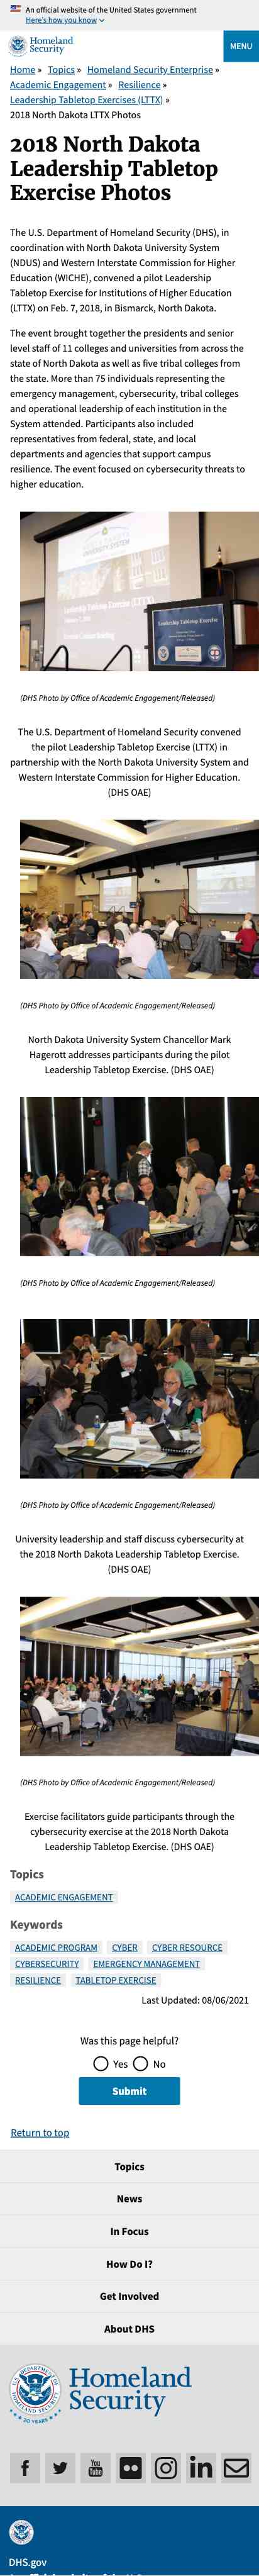 An official website of the United States government
Here's how you know
Homeland
Security
MENU
Home » Topics » Homeland Security Enterprise »
Academic Engagement » Resilience »
Leadership Tabletop Exercises (LTTX) »
2018 North Dakota LTTX Photos
2018 North Dakota
Leadership Tabletop
Exercise Photos
The U.S. Department of Homeland Security (DHS), in
coordination with North Dakota University System
(NDUS) and Western Interstate Commission for Higher
Education (WICHE), convened a pilot Leadership
Tabletop Exercise for Institutions of Higher Education
(LTTX) on Feb. 7, 2018, in Bismarck, North Dakota.
The event brought together the presidents and senior
level staff of 11 colleges and universities from across the
state of North Dakota as well as five tribal colleges from
the state. More than 75 individuals representing the
emergency management, cybersecurity, tribal colleges
and operational leadership of each institution in the
System attended. Participants also included
representatives from federal, state, and local
departments and agencies that support campus
resilience. The event focused on cybersecurity threats to
higher education.
UNIVERSITY SYSTEM
Leadership Tabletop Exercise
(DHS Photo by Office of Academic Engagement/Released)
The U.S. Department of Homeland Security convened
the pilot Leadership Tabletop Exercise (LTTX) in
partnership with the North Dakota University System and
Western Interstate Commission for Higher Education.
(DHS OAE)
(DHS Photo by Office of Academic Engagement/Released)
North Dakota University System Chancellor Mark
Hagerott addresses participants during the pilot
Leadership Tabletop Exercise. (DHS OAE)
(DHS Photo by Office of Academic Engagement/Released)
(DHS Photo by Office of Academic Engagement/Released)
University leadership and staff discuss cybersecurity at
the 2018 North Dakota Leadership Tabletop Exercise.
(DHS OAE)
(DHS Photo by Office of Academic Engagement/Released)
Exercise facilitators guide participants through the
cybersecurity exercise at the 2018 North Dakota
Leadership Tabletop Exercise. (DHS OAE)
Topics
ACADEMIC ENGAGEMENT
Keywords
ACADEMIC PROGRAM CYBER CYBER RESOURCE
CYBERSECURITY EMERGENCY MANAGEMENT
RESILIENCE TABLETOP EXERCISE
Last Updated: 08/06/2021
Was this page helpful?
Yes No
Submit
Return to top
Topics
News
In Focus
How Do I?
Get Involved
About DHS
Homeland
Security
20 YEARS
You
Tube
DHS.gov